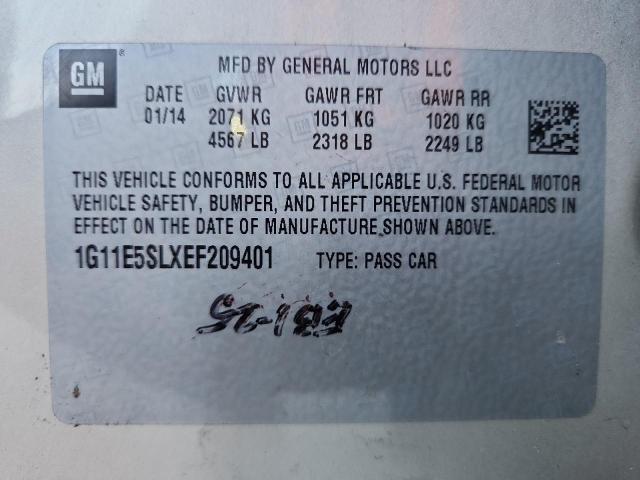 GM ®
MFD BY GENERAL MOTORS LLC
DATE GVWR GAWR FRT GAWR RR
01/14 2071 KG 1051 KG 1020 KG
4567 LB 2318 LB 2249 LB
THIS VEHICLE CONFORMS TO ALL APPLICABLE U.S. FEDERAL MOTOR
VEHICLE SAFETY, BUMPER, AND THEFT PREVENTION STANDARDS IN
EFFECT ON THE DATE OF MANUFACTURE SHOWN ABOVE.
1G11E5SLXEF209401 TYPE: PASS CAR